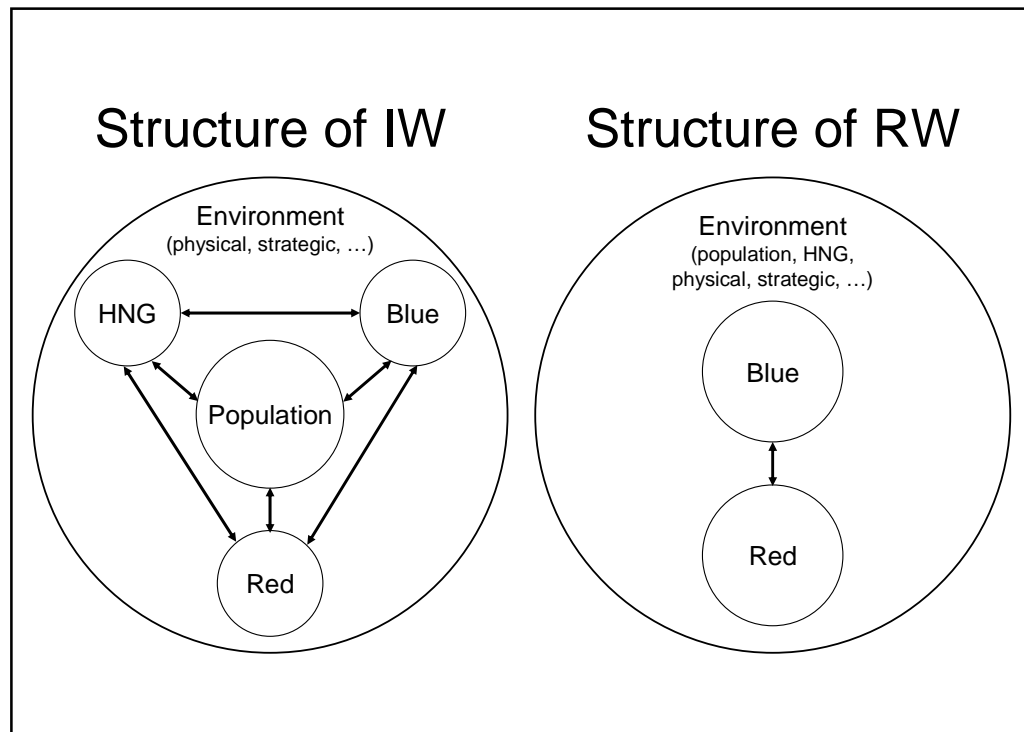 Structure of IW
Environment
(physical, strategic, …)
HNG
Blue
Population
Red
Structure of RW
Environment
(population, HNG,
physical, strategic, …)
Blue
Red